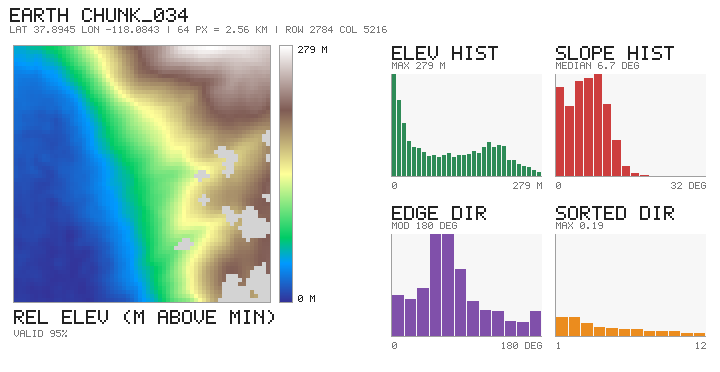 EARTH CHUNK_034
LAT 37.8945 LON -118.0843 | 64 PX = 2.56 KM | ROW 2784 COL 5216
279 M
0 M
REL ELEV (M ABOVE MIN)
VALID 95%
ELEV HIST
MAX 279 M
0 279 M
SLOPE HIST
MEDIAN 6.7 DEG
0 32 DEG
EDGE DIR
MOD 180 DEG
0 180 DEG
SORTED DIR
MAX 0.19
1 12